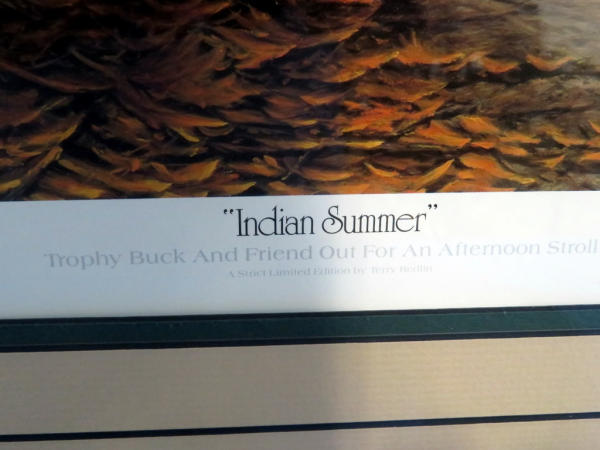 "Indian Summer"
Trophy Buck And Friend Out For An Afternoon Stroll
A Strict Limited Edition by Terry Redlin